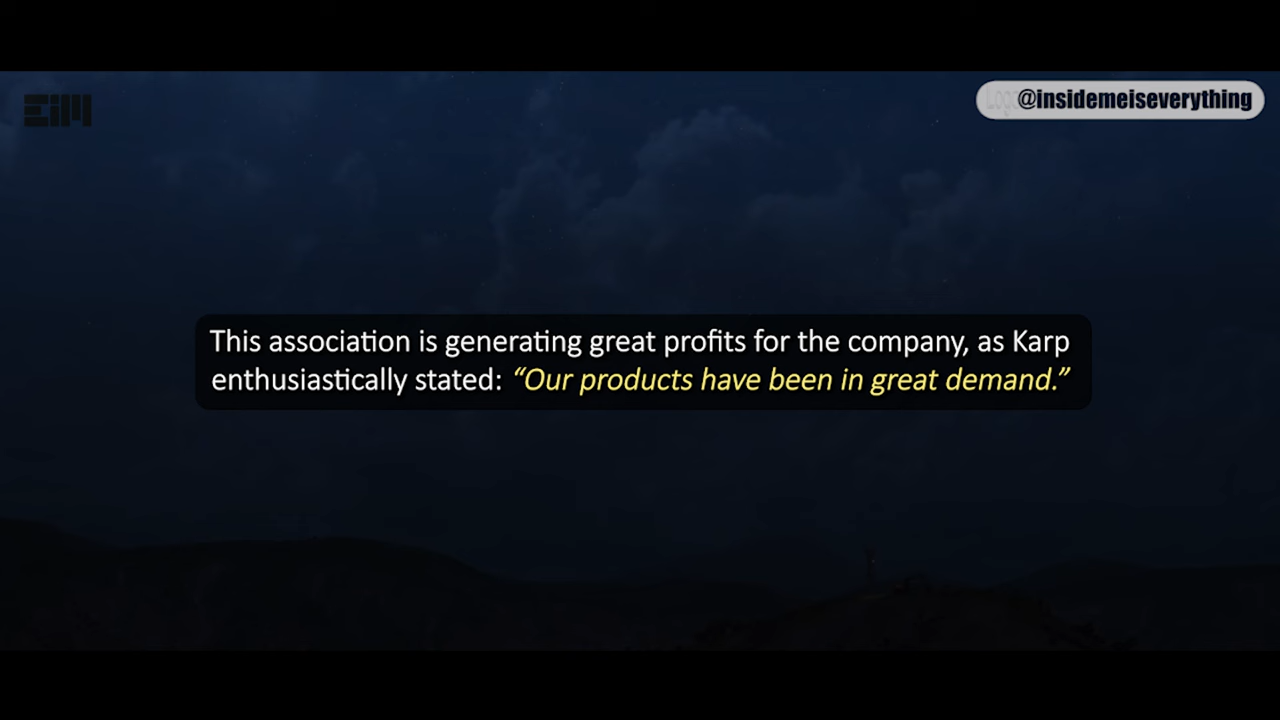 EIM
@insidemeiseverything
This association is generating great profits for the company, as Karp
enthusiastically stated: “Our products have been in great demand.”